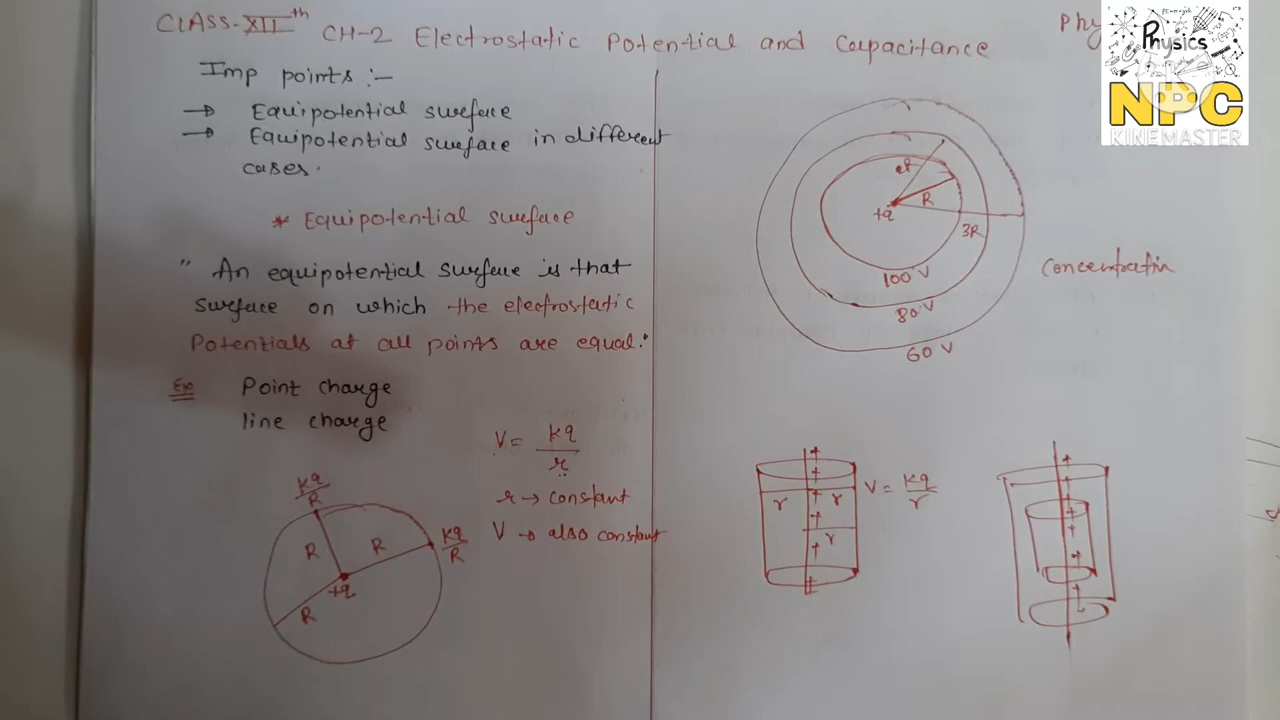 CLASS-XIIth CH-2 Electrostatic Potential and Capacitance
Phy
Physics
NPC
KINEMASTER
Imp points :-
→ Equipotential surface
→ Equipotential surface in different
cases.
* Equipotential surface
" An equipotential surface is that
surface on which the electrostatic
Potentials at all points are equal."
Exp Point charge
line charge
V = kq/r
r → constant
V → also constant
kq/R
R
R
kq/R
+q
R
2R
R
+q
3R
100 V
80 V
60 V
Concentratin
+
+
r + r
V = kq/r
+
r
+
+
+
+
+
+
+
+